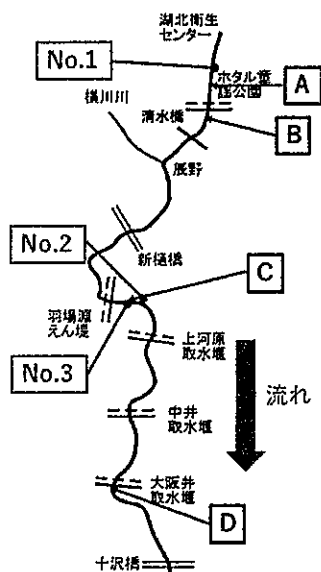 湖北衛生
センター
No.1
ホタル童
謡公園
A
横川川
清水橋
B
辰野
No.2
新樋橋
C
羽場淵
えん堤
No.3
上河原
取水堰
流れ
中井
取水堰
大阪井
取水堰
D
十沢橋